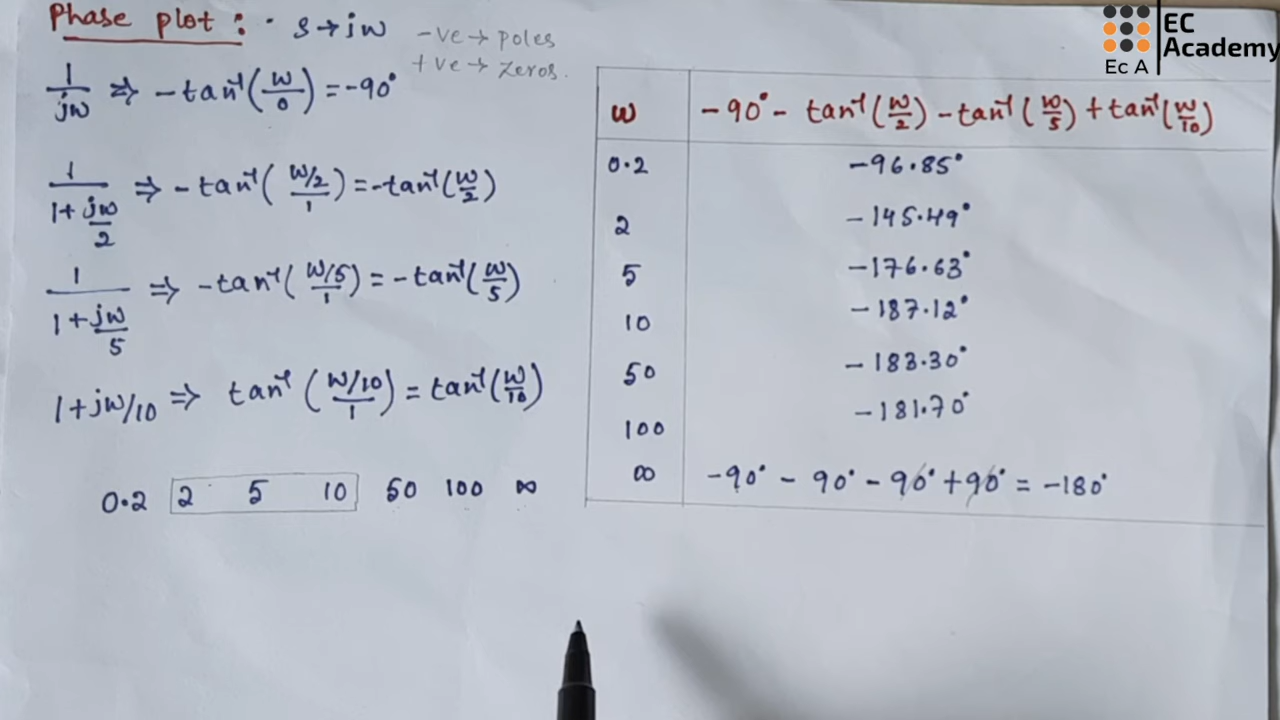 Phase plot : · s→jω
-ve → poles
+ve → zeros.
1/jω ⇒ -tan⁻¹(ω/0) = -90°
1/(1+jω/2) ⇒ -tan⁻¹((ω/2)/1) = -tan⁻¹(ω/2)
1/(1+jω/5) ⇒ -tan⁻¹((ω/5)/1) = -tan⁻¹(ω/5)
1+jω/10 ⇒ tan⁻¹((ω/10)/1) = tan⁻¹(ω/10)
0.2 2 5 10 50 100 ∞
ω -90° - tan⁻¹(ω/2) - tan⁻¹(ω/5) + tan⁻¹(ω/10)
0.2 -96.85°
2 -145.49°
5 -176.63°
10 -187.12°
50 -183.30°
100 -181.70°
∞ -90° - 90° - 90° + 90° = -180°
EC
Academy
Ec A